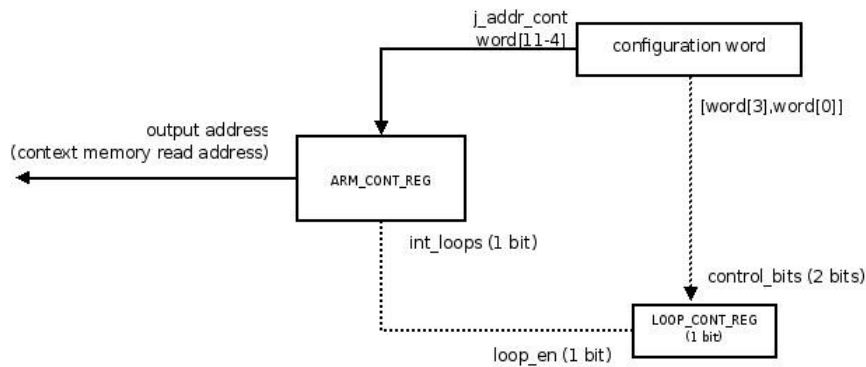 j_addr_cont
word[11-4]
configuration word
[word[3],word[0]]
output address
(context memory read address)
ARM_CONT_REG
int_loops (1 bit)
control_bits (2 bits)
LOOP_CONT_REG
(1 bit)
loop_en (1 bit)